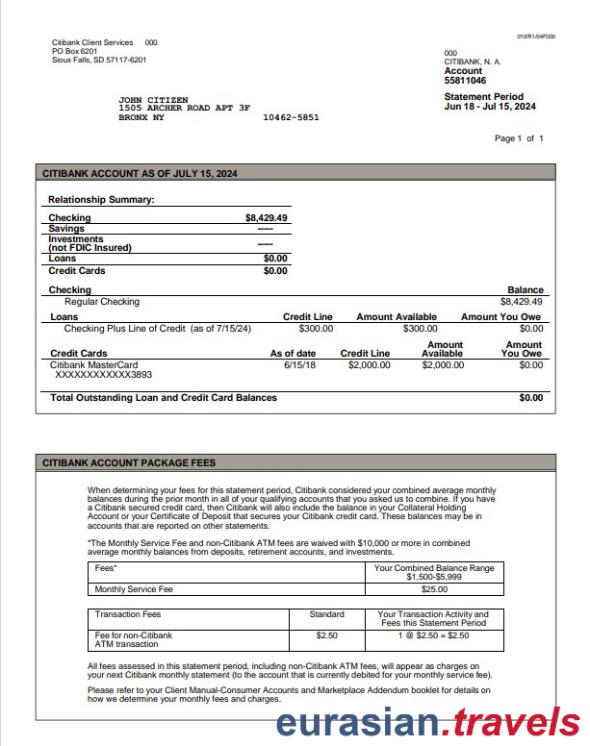 010/R1/04F000
Citibank Client Services 000
PO Box 6201
Sioux Falls, SD 57117-6201
000
CITIBANK, N. A.
Account
55811046
Statement Period
Jun 18 - Jul 15, 2024
JOHN CITIZEN
1505 ARCHER ROAD APT 3F
BRONX NY 10462-5851
Page 1 of 1
CITIBANK ACCOUNT AS OF JULY 15, 2024
Relationship Summary:
Checking $8,429.49
Savings -----
Investments
(not FDIC Insured) -----
Loans $0.00
Credit Cards $0.00
Checking Balance
Regular Checking $8,429.49
Loans Credit Line Amount Available Amount You Owe
Checking Plus Line of Credit (as of 7/15/24) $300.00 $300.00 $0.00
Credit Cards As of date Credit Line Amount Available Amount You Owe
Citibank MasterCard 6/15/18 $2,000.00 $2,000.00 $0.00
XXXXXXXXXXXX3893
Total Outstanding Loan and Credit Card Balances $0.00
CITIBANK ACCOUNT PACKAGE FEES
When determining your fees for this statement period, Citibank considered your combined average monthly
balances during the prior month in all of your qualifying accounts that you asked us to combine. If you have
a Citibank secured credit card, then Citibank will also include the balance in your Collateral Holding
Account or your Certificate of Deposit that secures your Citibank credit card. These balances may be in
accounts that are reported on other statements.
*The Monthly Service Fee and non-Citibank ATM fees are waived with $10,000 or more in combined
average monthly balances from deposits, retirement accounts, and investments.
Fees* Your Combined Balance Range
$1,500-$5,999
Monthly Service Fee $25.00
Transaction Fees Standard Your Transaction Activity and
Fees this Statement Period
Fee for non-Citibank $2.50 1 @ $2.50 = $2.50
ATM transaction
All fees assessed in this statement period, including non-Citibank ATM fees, will appear as charges on
your next Citibank monthly statement (to the account that is currently debited for your monthly service fee).
Please refer to your Client Manual-Consumer Accounts and Marketplace Addendum booklet for details on
how we determine your monthly fees and charges.
eurasian.travels